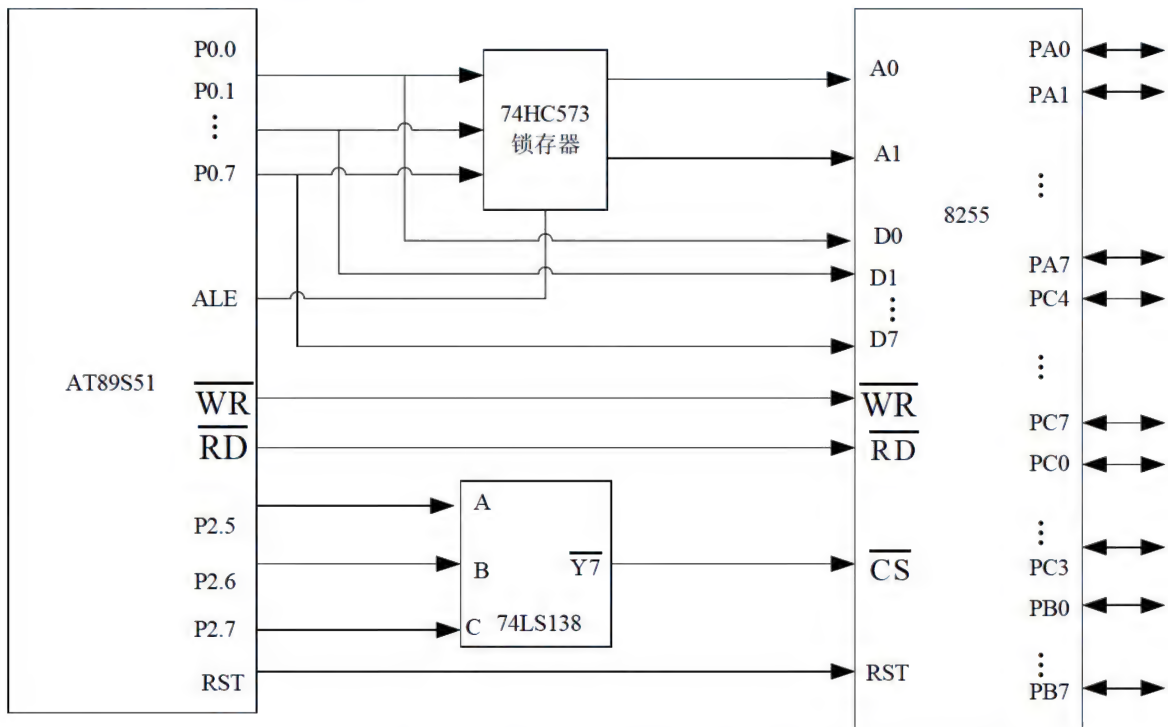 P0.0
P0.1
⋮
P0.7
ALE
AT89S51
WR
RD
P2.5
P2.6
P2.7
RST
74HC573
锁存器
A
B
C
Y7
74LS138
A0
A1
D0
D1
⋮
D7
WR
RD
CS
RST
8255
PA0
PA1
⋮
PA7
PC4
⋮
PC7
PC0
⋮
PC3
PB0
⋮
PB7